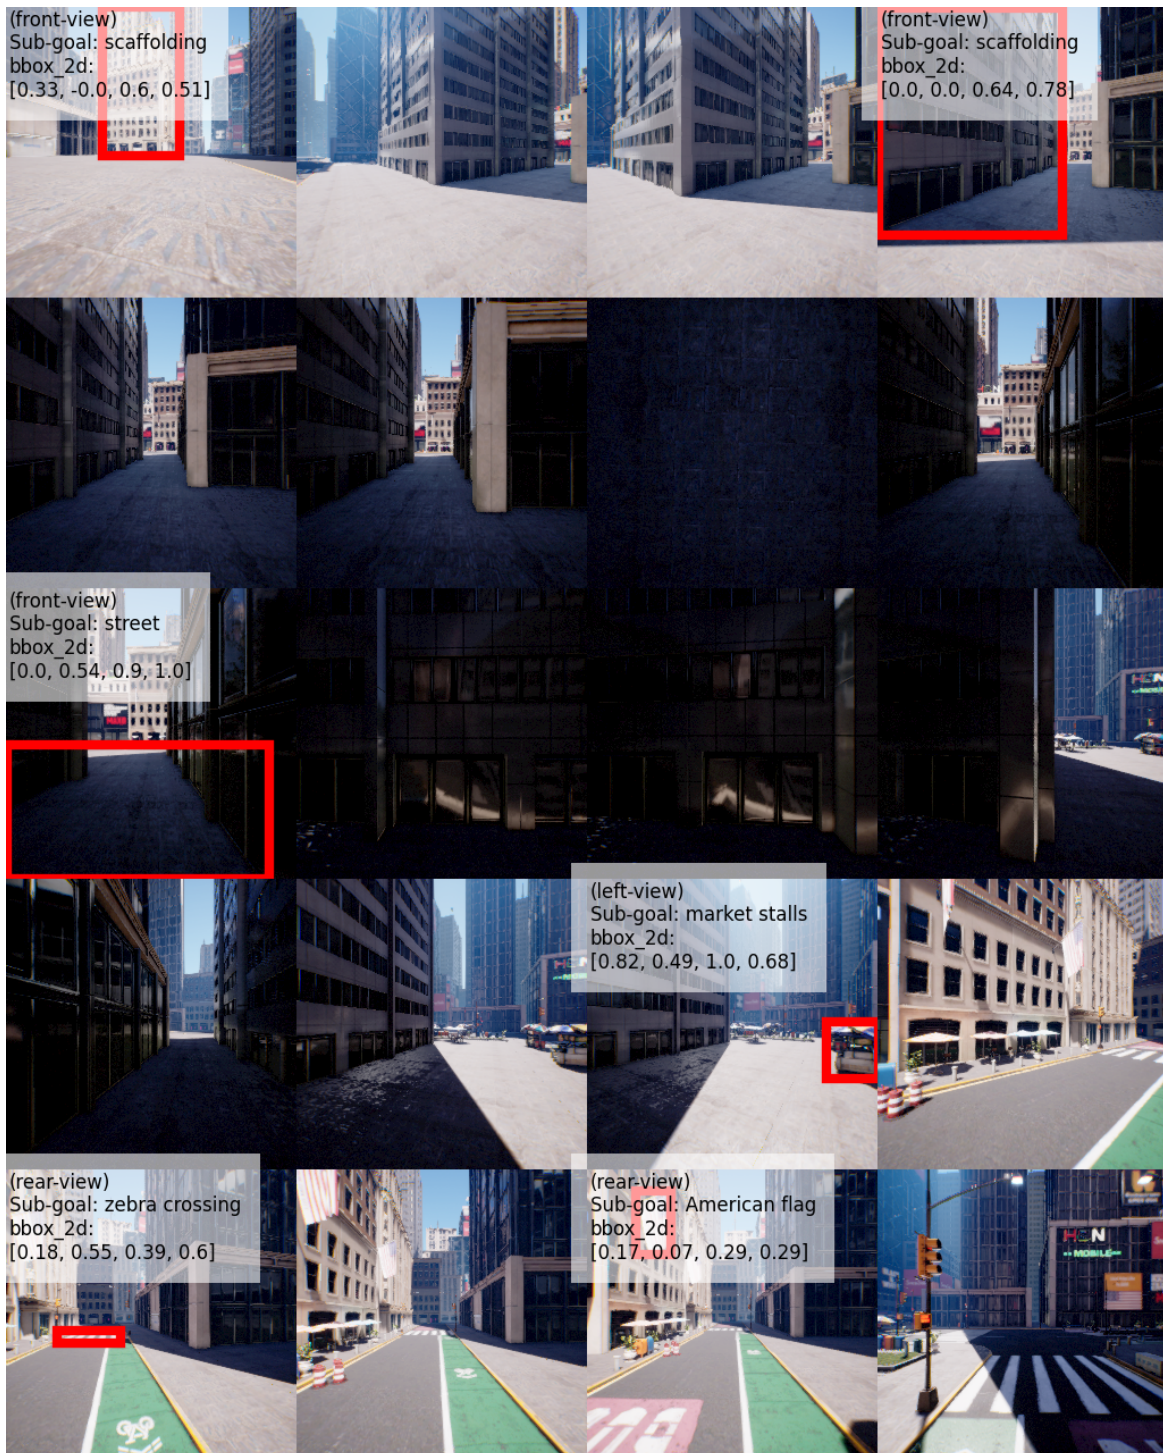 (front-view)
Sub-goal: scaffolding
bbox_2d:
[0.33, -0.0, 0.6, 0.51]
(front-view)
Sub-goal: scaffolding
bbox_2d:
[0.0, 0.0, 0.64, 0.78]
(front-view)
Sub-goal: street
bbox_2d:
[0.0, 0.54, 0.9, 1.0]
(left-view)
Sub-goal: market stalls
bbox_2d:
[0.82, 0.49, 1.0, 0.68]
(rear-view)
Sub-goal: zebra crossing
bbox_2d:
[0.18, 0.55, 0.39, 0.6]
(rear-view)
Sub-goal: American flag
bbox_2d:
[0.17, 0.07, 0.29, 0.29]
MOBILE